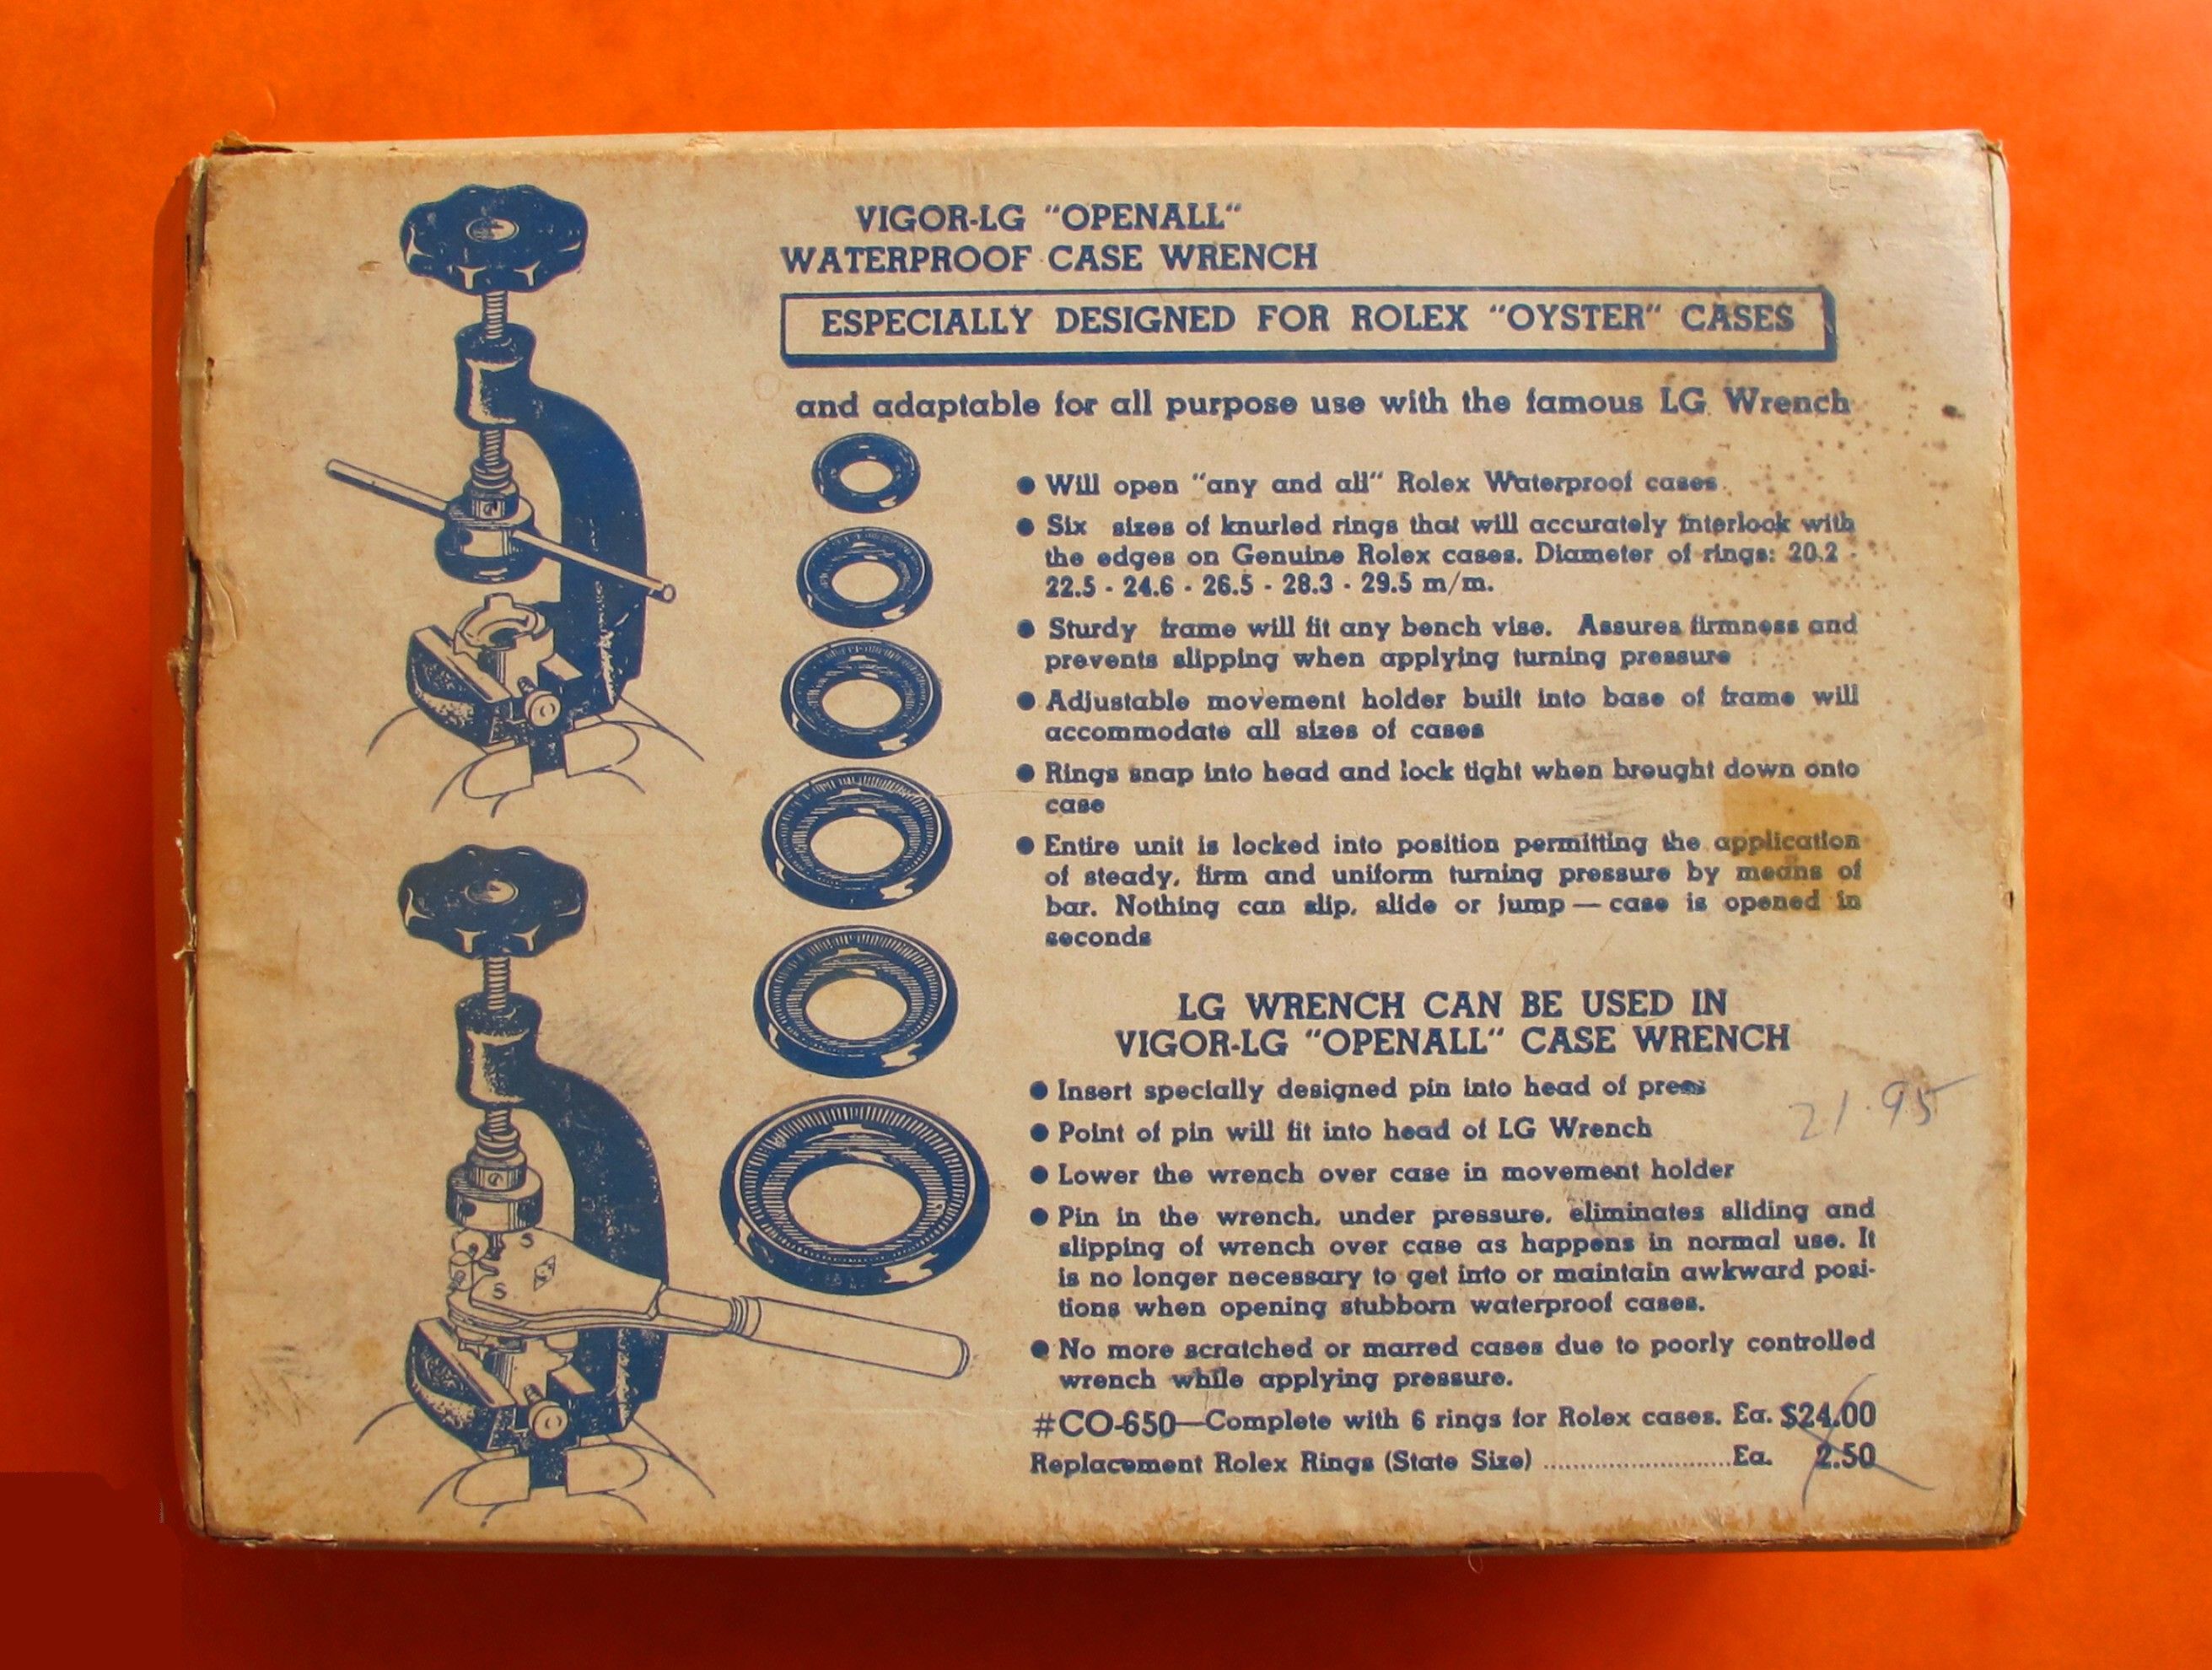 VIGOR-LG "OPENALL"
WATERPROOF CASE WRENCH
ESPECIALLY DESIGNED FOR ROLEX "OYSTER" CASES
and adaptable for all purpose use with the famous LG Wrench
● Will open "any and all" Rolex Waterproof cases.
● Six sizes of knurled rings that will accurately interlock with
the edges on Genuine Rolex cases. Diameter of rings: 20.2 -
22.5 - 24.6 - 26.5 - 28.3 - 29.5 m/m.
● Sturdy frame will fit any bench vise. Assures firmness and
prevents slipping when applying turning pressure
● Adjustable movement holder built into base of frame will
accommodate all sizes of cases
● Rings snap into head and lock tight when brought down onto
case
● Entire unit is locked into position permitting the application
of steady, firm and uniform turning pressure by means of
bar. Nothing can slip, slide or jump — case is opened in
seconds
LG WRENCH CAN BE USED IN
VIGOR-LG "OPENALL" CASE WRENCH
● Insert specially designed pin into head of press
● Point of pin will fit into head of LG Wrench
● Lower the wrench over case in movement holder
● Pin in the wrench, under pressure, eliminates sliding and
slipping of wrench over case as happens in normal use. It
is no longer necessary to get into or maintain awkward posi-
tions when opening stubborn waterproof cases.
● No more scratched or marred cases due to poorly controlled
wrench while applying pressure.
#CO-650—Complete with 6 rings for Rolex cases. Ea. $24.00
Replacement Rolex Rings (State Size) ..........................Ea. 2.50
21.95
S
S